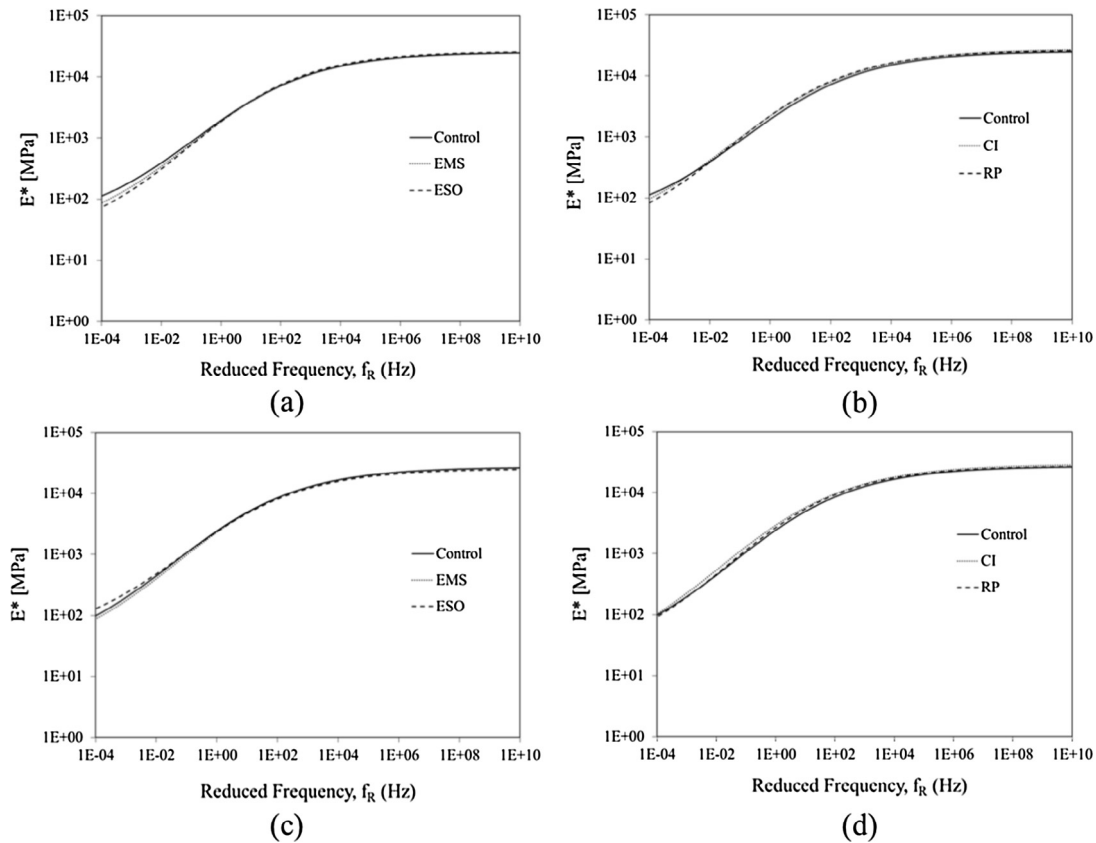 1E+05
1E+04
1E+03
1E+02
1E+01
1E+00
E* [MPa]
Control
EMS
ESO
1E-04 1E-02 1E+00 1E+02 1E+04 1E+06 1E+08 1E+10
Reduced Frequency, fR (Hz)
(a)
1E+05
1E+04
1E+03
1E+02
1E+01
1E+00
E* [MPa]
Control
CI
RP
1E-04 1E-02 1E+00 1E+02 1E+04 1E+06 1E+08 1E+10
Reduced Frequency, fR (Hz)
(b)
1E+05
1E+04
1E+03
1E+02
1E+01
1E+00
E* [MPa]
Control
EMS
ESO
1E-04 1E-02 1E+00 1E+02 1E+04 1E+06 1E+08 1E+10
Reduced Frequency, fR (Hz)
(c)
1E+05
1E+04
1E+03
1E+02
1E+01
1E+00
E* [MPa]
Control
CI
RP
1E-04 1E-02 1E+00 1E+02 1E+04 1E+06 1E+08 1E+10
Reduced Frequency, fR (Hz)
(d)